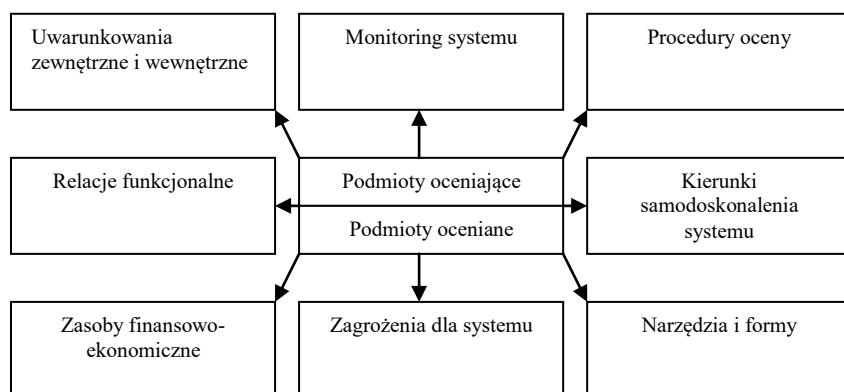 Uwarunkowania
zewnętrzne i wewnętrzne
Monitoring systemu
Procedury oceny
Relacje funkcjonalne
Podmioty oceniające
Podmioty oceniane
Kierunki
samodoskonalenia
systemu
Zasoby finansowo-
ekonomiczne
Zagrożenia dla systemu
Narzędzia i formy